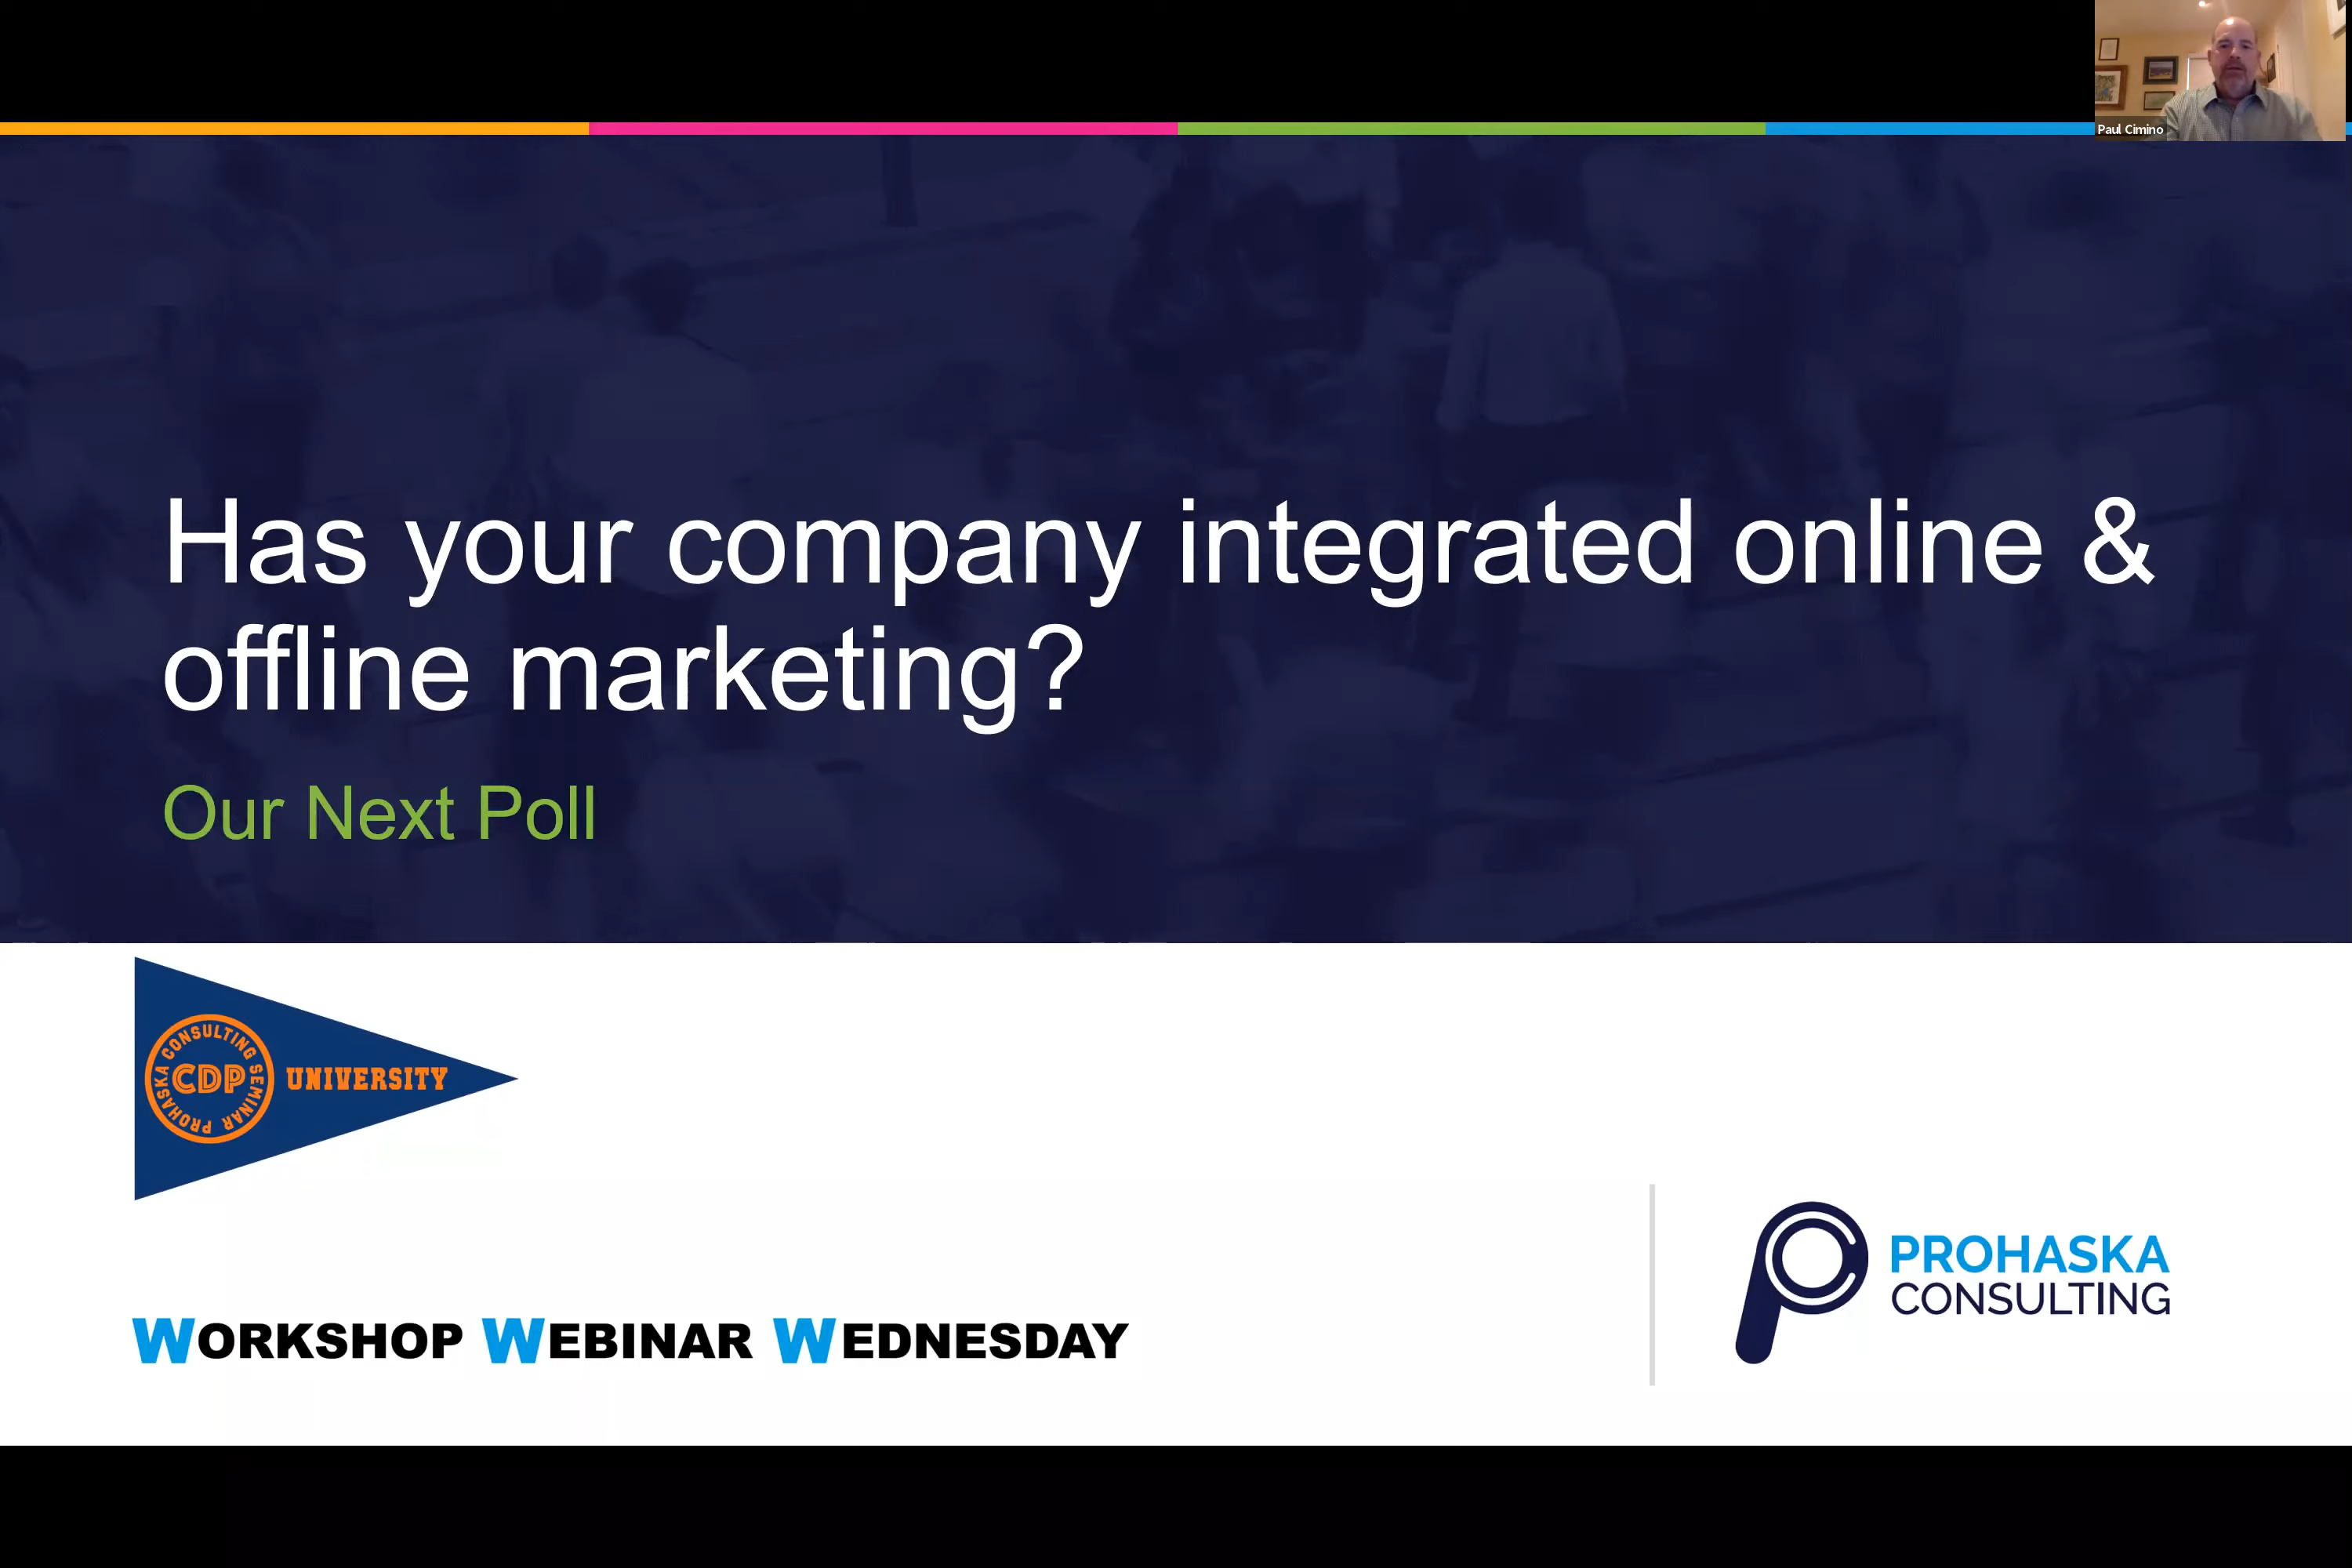 Paul Cimino
Has your company integrated online &
offline marketing?
Our Next Poll
PROHASKA CONSULTING SEMINAR
CDP
UNIVERSITY
WORKSHOP WEBINAR WEDNESDAY
PROHASKA
CONSULTING